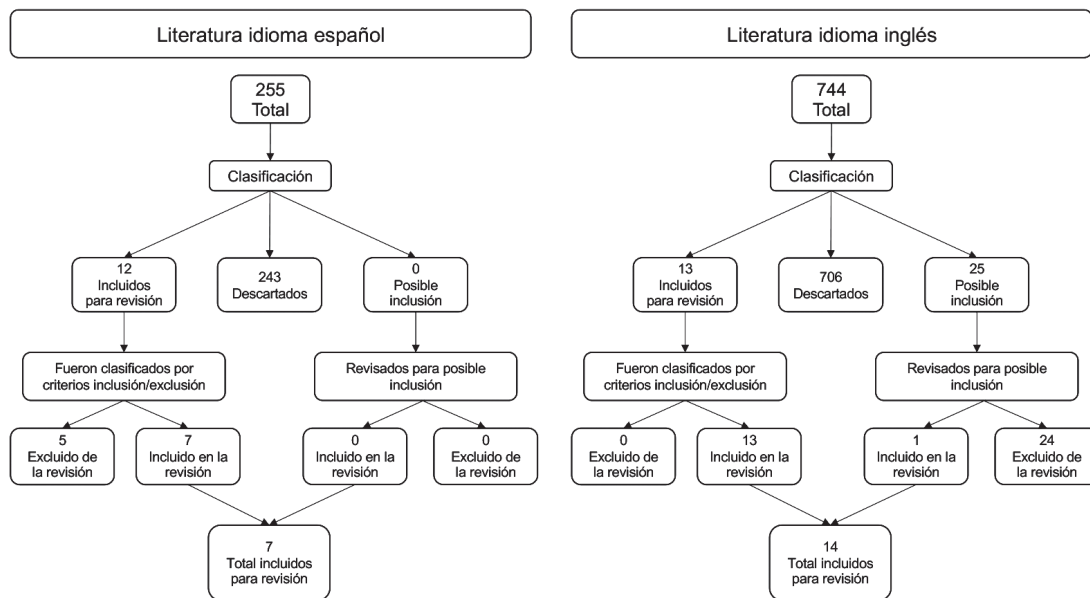 Literatura idioma español
255
Total
Clasificación
12
Incluidos
para revisión
243
Descartados
0
Posible
inclusión
Fueron clasificados por
criterios inclusión/exclusión
Revisados para posible
inclusión
5
Excluido de
la revisión
7
Incluido en la
revisión
0
Incluido en la
revisión
0
Excluido de
la revisión
7
Total incluidos
para revisión
Literatura idioma inglés
744
Total
Clasificación
13
Incluidos
para revisión
706
Descartados
25
Posible
inclusión
Fueron clasificados por
criterios inclusión/exclusión
Revisados para posible
inclusión
0
Excluido de
la revisión
13
Incluido en la
revisión
1
Incluido en la
revisión
24
Excluido de
la revisión
14
Total incluidos
para revisión